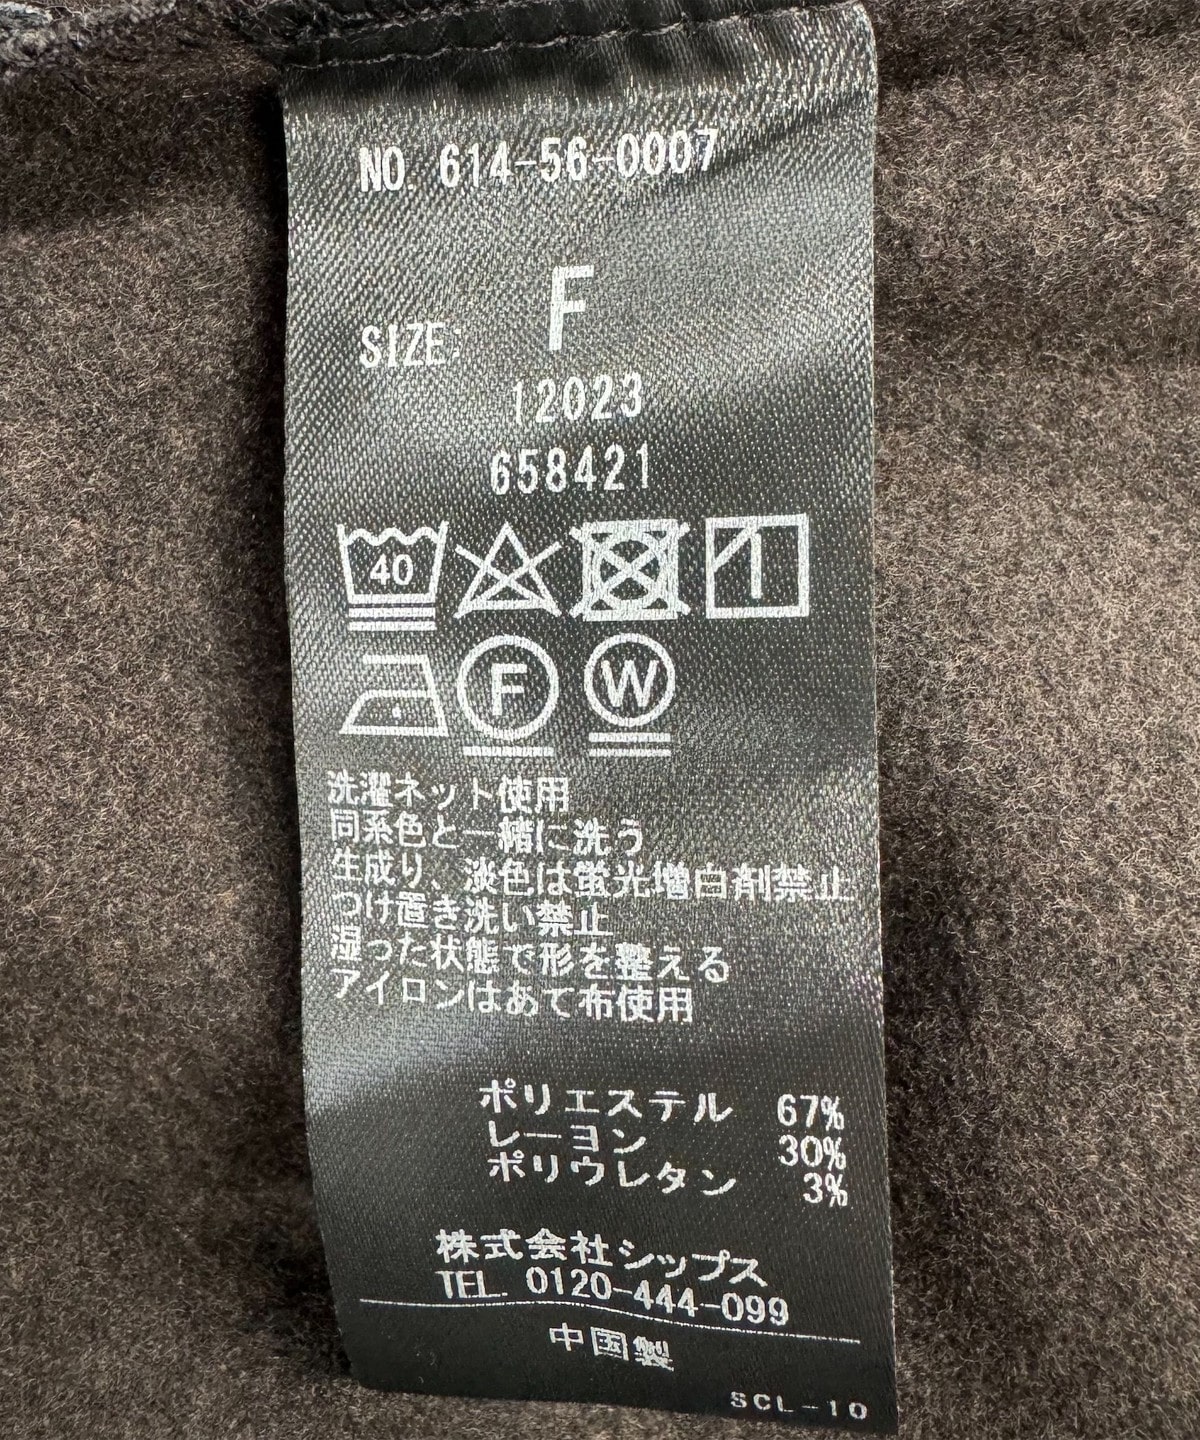 NO. 614-56-0007
SIZE: F
12023
658421
40
F W
洗濯ネット使用
同系色と一緒に洗う
生成り、淡色は蛍光増白剤禁止
つけ置き洗い禁止
湿った状態で形を整える
アイロンはあて布使用
ポリエステル 67%
レーヨン 30%
ポリウレタン 3%
株式会社シップス
TEL. 0120-444-099
中国製
SCL-10